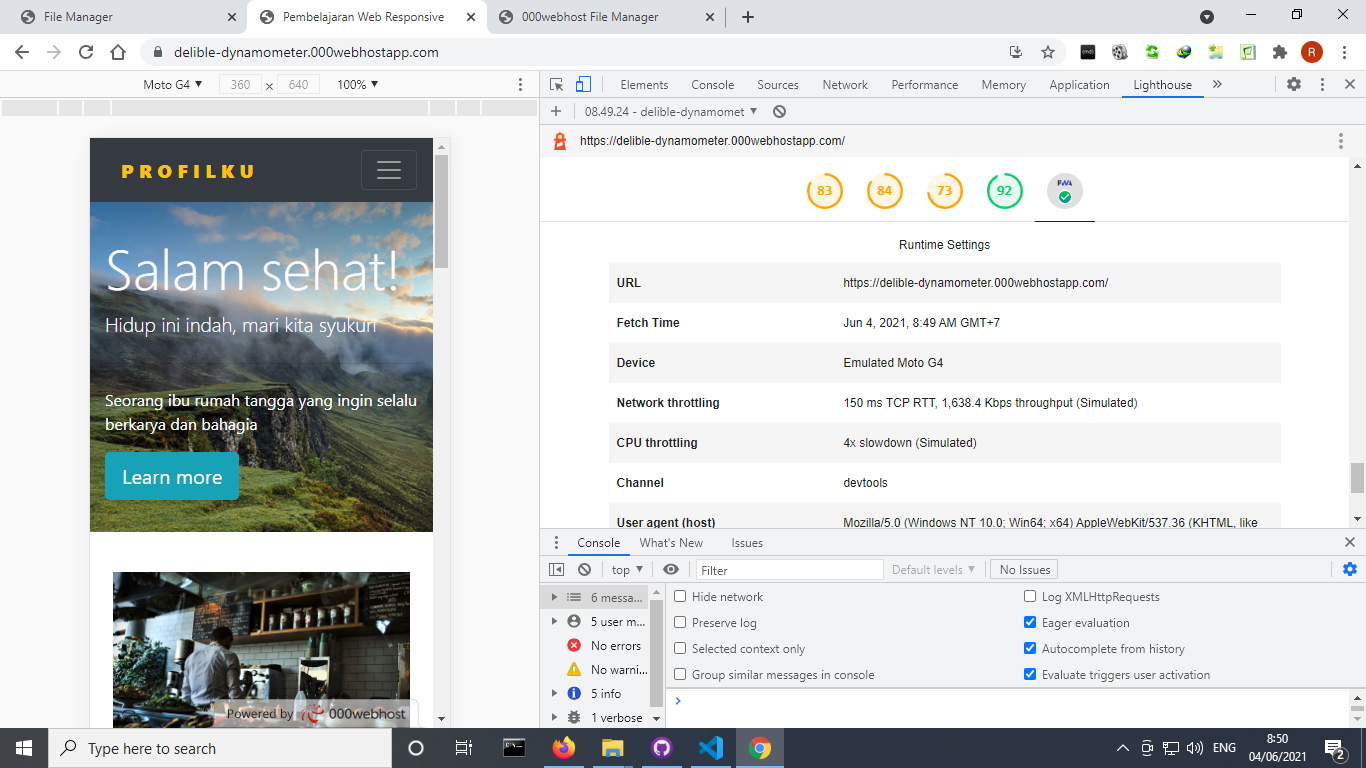 File Manager
Pembelajaran Web Responsive
000webhost File Manager
delible-dynamometer.000webhostapp.com
R
Moto G4
360 × 640
100%
PROFILKU
Salam sehat!
Hidup ini indah, mari kita syukuri
Seorang ibu rumah tangga yang ingin selalu
berkarya dan bahagia
Learn more
Powered by 000webhost
Elements Console Sources Network Performance Memory Application Lighthouse
08.49.24 - delible-dynamomet
https://delible-dynamometer.000webhostapp.com/
83 84 73 92 PWA
Runtime Settings
URL https://delible-dynamometer.000webhostapp.com/
Fetch Time Jun 4, 2021, 8:49 AM GMT+7
Device Emulated Moto G4
Network throttling 150 ms TCP RTT, 1,638.4 Kbps throughput (Simulated)
CPU throttling 4x slowdown (Simulated)
Channel devtools
User agent (host) Mozilla/5.0 (Windows NT 10.0; Win64; x64) AppleWebKit/537.36 (KHTML, like
Console What's New Issues
top Filter Default levels No Issues
6 messa...
5 user m...
No errors
No warni...
5 info
1 verbose
Hide network Log XMLHttpRequests
Preserve log Eager evaluation
Selected context only Autocomplete from history
Group similar messages in console Evaluate triggers user activation
Type here to search
ENG
8:50
04/06/2021
2